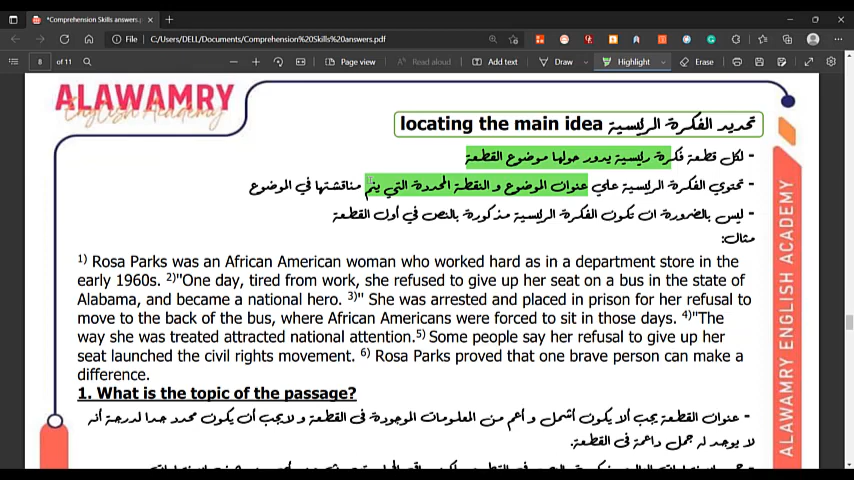 *Comprehension Skills answers.p
File
C:/Users/DELL/Documents/Comprehension%20Skills%20answers.pdf
8 of 11
Page view
Read aloud
Add text
Draw
Highlight
Erase
ALAWAMRY
English Academy
تحديد الفكرة الرئيسية locating the main idea
- لكل قطعة فكرة رئيسية يدور حولها موضوع القطعة
- تحتوي الفكرة الرئيسية علي عنوان الموضوع و النقطة المحددة التي يتم مناقشتها في الموضوع
- ليس بالضرورة ان تكون الفكرة الرئيسية مذكورة بالنص في أول القطعة
مثال:
1) Rosa Parks was an African American woman who worked hard as in a department store in the
early 1960s. 2)"One day, tired from work, she refused to give up her seat on a bus in the state of
Alabama, and became a national hero. 3)" She was arrested and placed in prison for her refusal to
move to the back of the bus, where African Americans were forced to sit in those days. 4)"The
way she was treated attracted national attention.5) Some people say her refusal to give up her
seat launched the civil rights movement. 6) Rosa Parks proved that one brave person can make a
difference.
1. What is the topic of the passage?
- عنوان القطعة يجب ألا يكون أشمل و أعم من المعلومات الموجودة فى القطعة و لا يجب أن يكون محدد جدا لدرجة أنه
لا يوجد له جمل داعمة فى القطعة.
ALAWAMRY ENGLISH ACADEMY